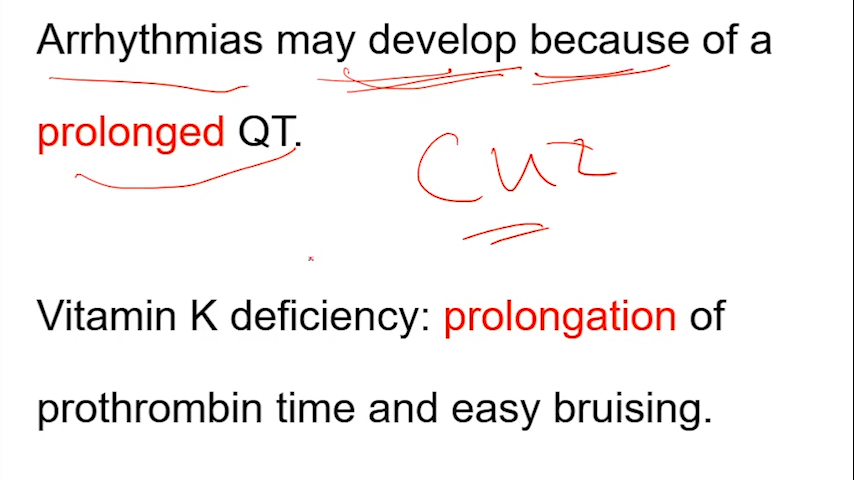 Arrhythmias may develop because of a
prolonged QT.
Cuz
Vitamin K deficiency: prolongation of
prothrombin time and easy bruising.